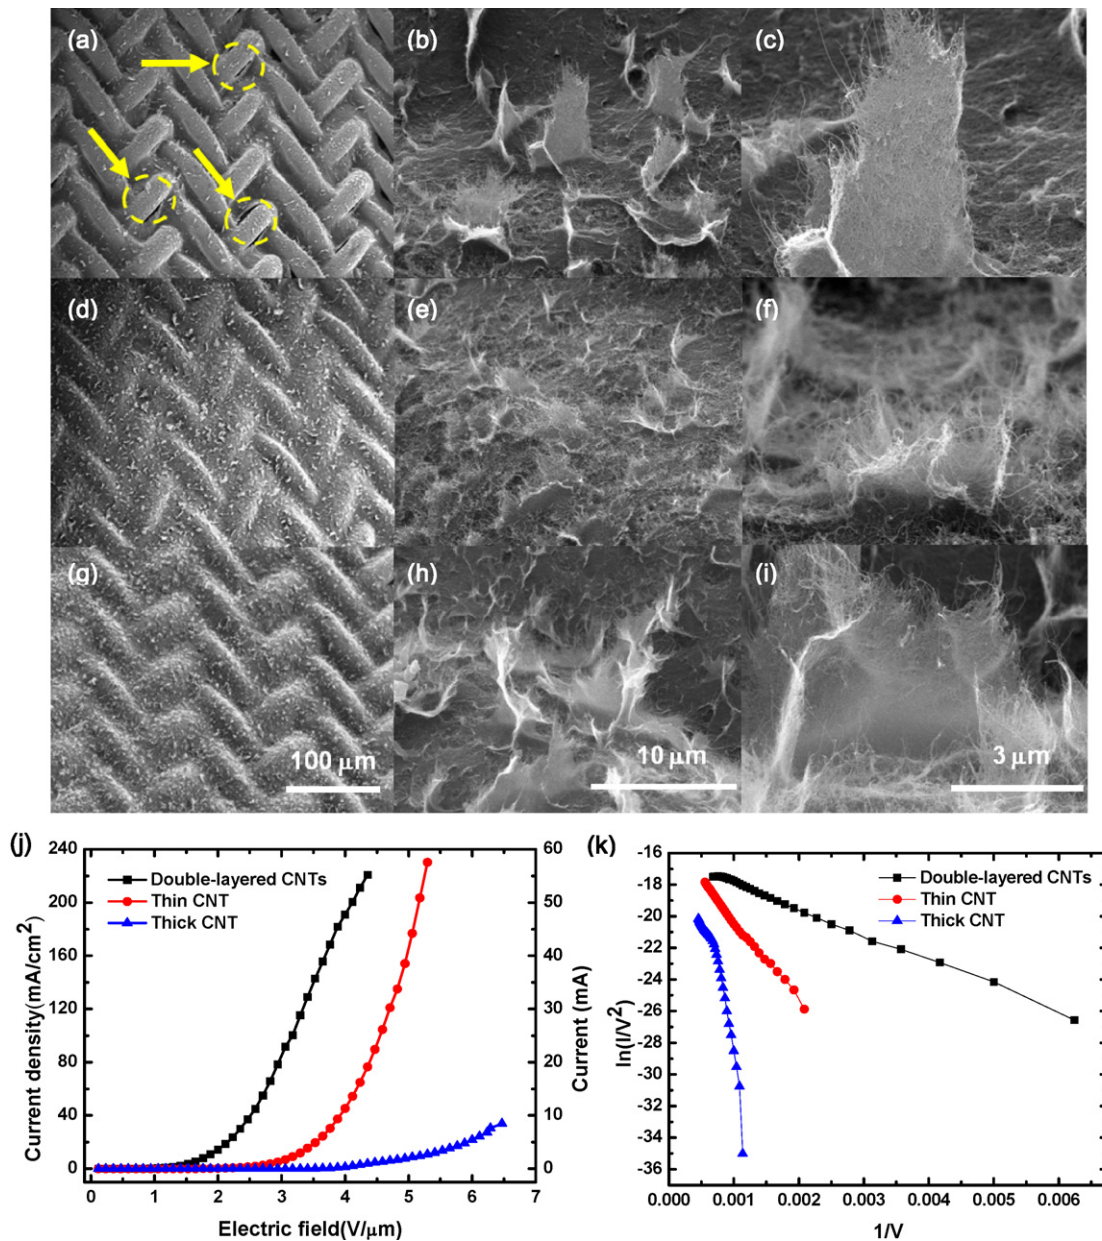 (a) (b) (c)
(d) (e) (f)
(g) (h) (i)
100 μm 10 μm 3 μm
(j)
240
200
160
120
80
40
0
Current density(mA/cm²)
60
50
40
30
20
10
0
Current (mA)
Double-layered CNTs
Thin CNT
Thick CNT
0 1 2 3 4 5 6 7
Electric field(V/μm)
(k)
-16
-18
-20
-22
-24
-26
-28
-30
-32
-34
-36
ln(I/V²)
Double-layered CNTs
Thin CNT
Thick CNT
0.000 0.001 0.002 0.003 0.004 0.005 0.006
1/V